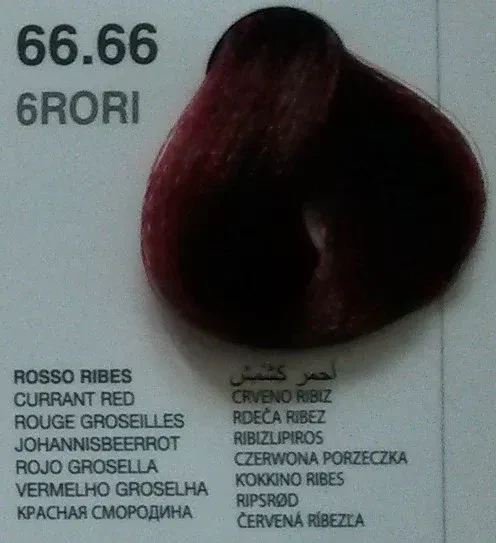 66.66
6RORI
ROSSO RIBES
CURRANT RED
ROUGE GROSEILLES
JOHANNISBEERROT
ROJO GROSELLA
VERMELHO GROSELHA
КРАСНАЯ СМОРОДИНА
أحمر كشمش
CRVENO RIBIZ
RDEČA RIBEZ
RIBIZLIPIROS
CZERWONA PORZECZKA
KOKKINO RIBES
RIPSRØD
ČERVENÁ RÍBEZĽA